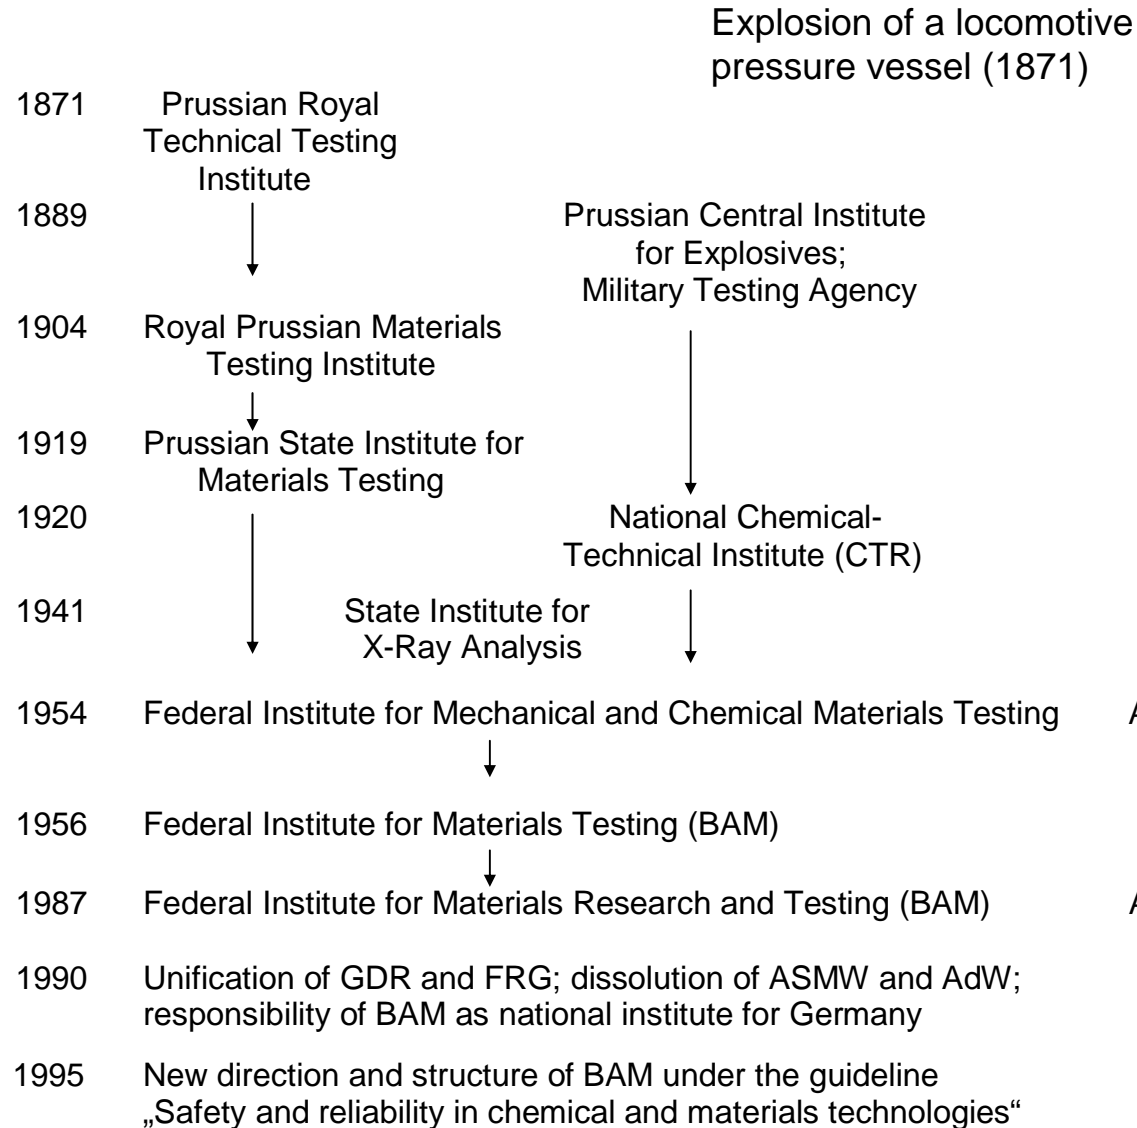 Explosion of a locomotive
pressure vessel (1871)
1871 Prussian Royal
Technical Testing
Institute
1889 Prussian Central Institute
for Explosives;
Military Testing Agency
1904 Royal Prussian Materials
Testing Institute
1919 Prussian State Institute for
Materials Testing
1920 National Chemical-
Technical Institute (CTR)
1941 State Institute for
X-Ray Analysis
1954 Federal Institute for Mechanical and Chemical Materials Testing
1956 Federal Institute for Materials Testing (BAM)
1987 Federal Institute for Materials Research and Testing (BAM)
1990 Unification of GDR and FRG; dissolution of ASMW and AdW;
responsibility of BAM as national institute for Germany
1995 New direction and structure of BAM under the guideline
„Safety and reliability in chemical and materials technologies“